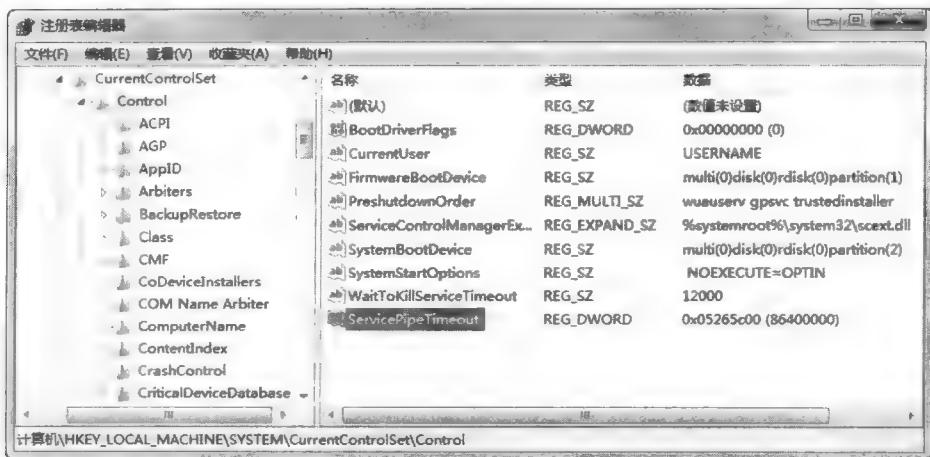 注册表编辑器
文件(F) 编辑(E) 查看(V) 收藏夹(A) 帮助(H)
CurrentControlSet
Control
ACPI
AGP
AppID
Arbiters
BackupRestore
Class
CMF
CoDeviceInstallers
COM Name Arbiter
ComputerName
ContentIndex
CrashControl
CriticalDeviceDatabase
名称 类型 数据
(默认) REG_SZ (数值未设置)
BootDriverFlags REG_DWORD 0x00000000 (0)
CurrentUser REG_SZ USERNAME
FirmwareBootDevice REG_SZ multi(0)disk(0)rdisk(0)partition(1)
PreshutdownOrder REG_MULTI_SZ wuauserv gpsvc trustedinstaller
ServiceControlManagerEx... REG_EXPAND_SZ %systemroot%\system32\scext.dll
SystemBootDevice REG_SZ multi(0)disk(0)rdisk(0)partition(2)
SystemStartOptions REG_SZ NOEXECUTE=OPTIN
WaitToKillServiceTimeout REG_SZ 12000
ServicePipeTimeout REG_DWORD 0x05265c00 (86400000)
计算机\HKEY_LOCAL_MACHINE\SYSTEM\CurrentControlSet\Control